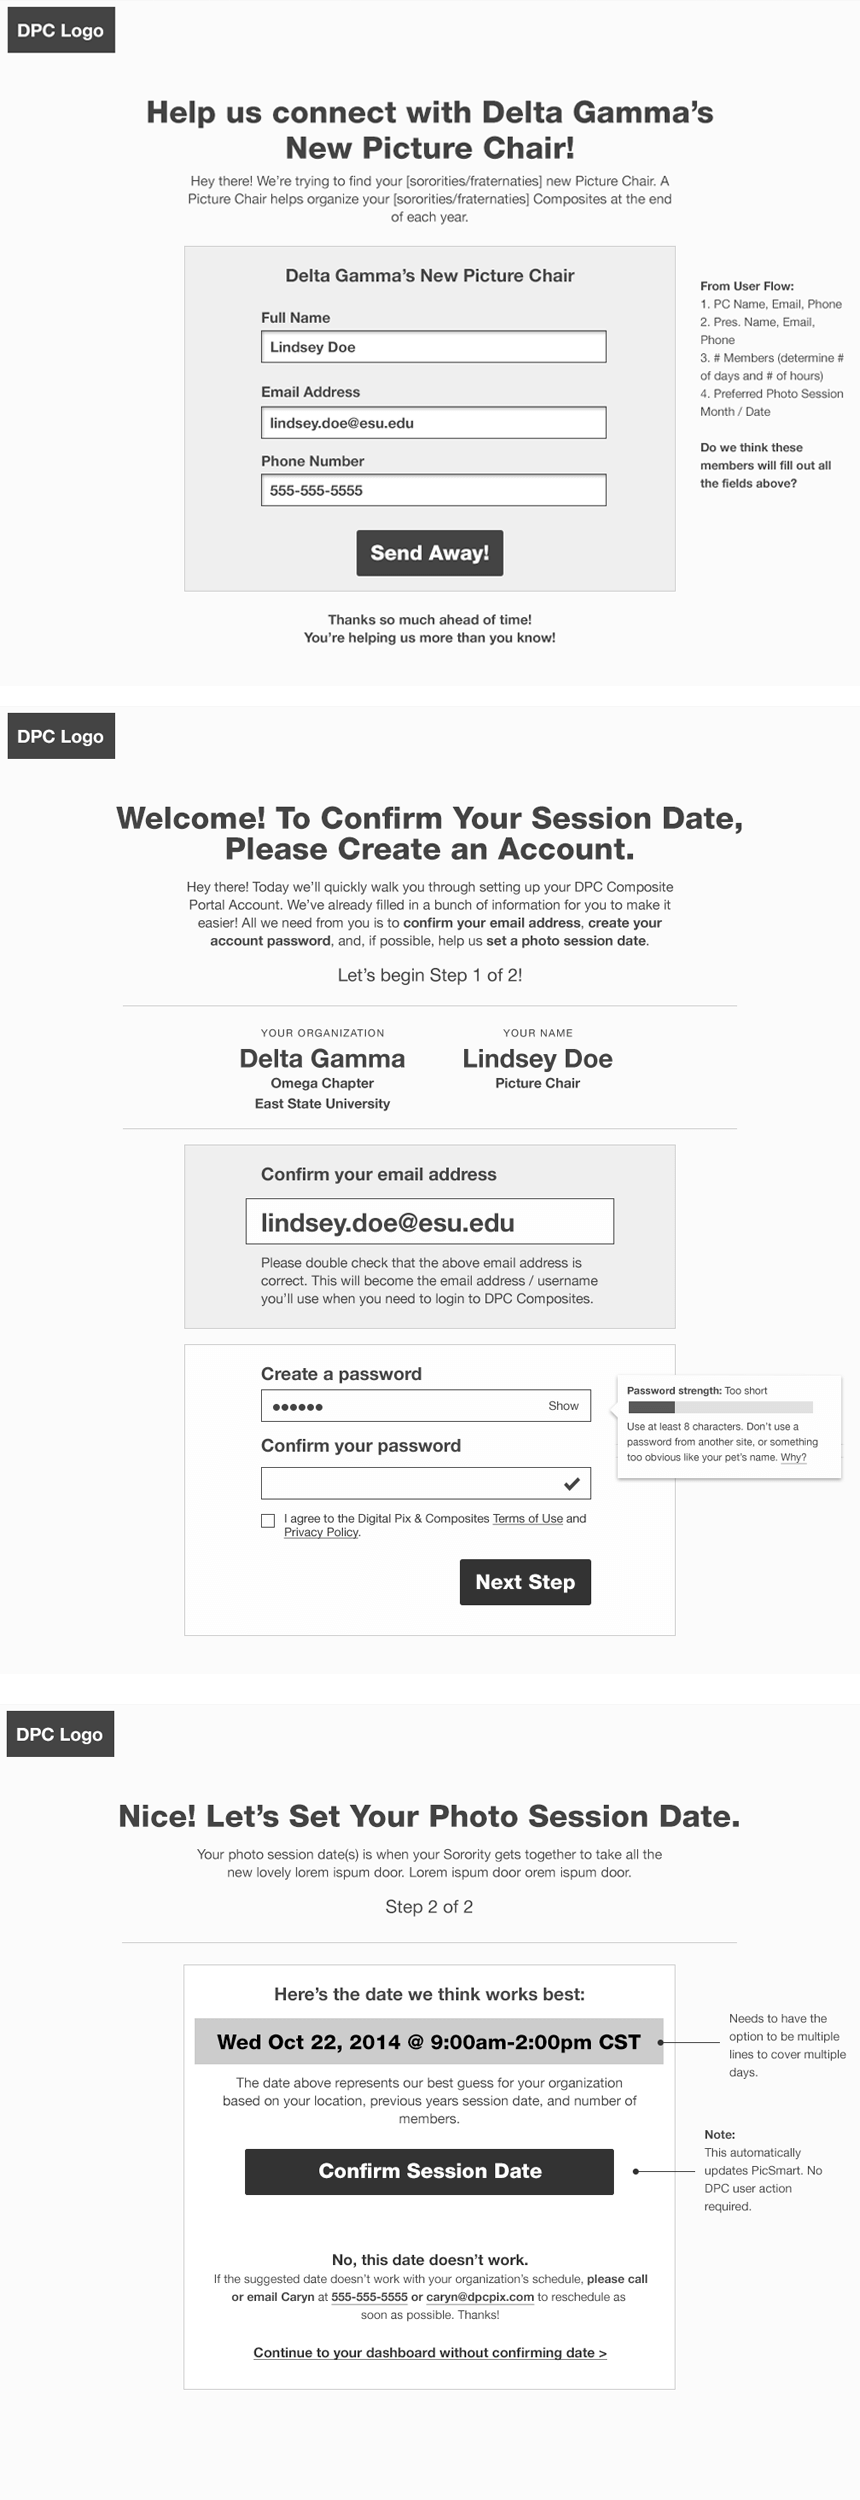 DPC Logo
Help us connect with Delta Gamma's
New Picture Chair!
Hey there! We're trying to find your [sororities/fraternaties] new Picture Chair. A
Picture Chair helps organize your [sororities/fraternaties] Composites at the end
of each year.
Delta Gamma's New Picture Chair
Full Name
Lindsey Doe
Email Address
lindsey.doe@esu.edu
Phone Number
555-555-5555
Send Away!
From User Flow:
1. PC Name, Email, Phone
2. Pres. Name, Email,
Phone
3. # Members (determine #
of days and # of hours)
4. Preferred Photo Session
Month / Date
Do we think these
members will fill out all
the fields above?
Thanks so much ahead of time!
You're helping us more than you know!
DPC Logo
Welcome! To Confirm Your Session Date,
Please Create an Account.
Hey there! Today we'll quickly walk you through setting up your DPC Composite
Portal Account. We've already filled in a bunch of information for you to make it
easier! All we need from you is to confirm your email address, create your
account password, and, if possible, help us set a photo session date.
Let's begin Step 1 of 2!
YOUR ORGANIZATION
Delta Gamma
Omega Chapter
East State University
YOUR NAME
Lindsey Doe
Picture Chair
Confirm your email address
lindsey.doe@esu.edu
Please double check that the above email address is
correct. This will become the email address / username
you'll use when you need to login to DPC Composites.
Create a password
●●●●●● Show
Confirm your password
I agree to the Digital Pix & Composites Terms of Use and
Privacy Policy.
Next Step
Password strength: Too short
Use at least 8 characters. Don't use a
password from another site, or something
too obvious like your pet's name. Why?
DPC Logo
Nice! Let's Set Your Photo Session Date.
Your photo session date(s) is when your Sorority gets together to take all the
new lovely lorem ispum door. Lorem ispum door orem ispum door.
Step 2 of 2
Here's the date we think works best:
Wed Oct 22, 2014 @ 9:00am-2:00pm CST
The date above represents our best guess for your organization
based on your location, previous years session date, and number of
members.
Confirm Session Date
Needs to have the
option to be multiple
lines to cover multiple
days.
Note:
This automatically
updates PicSmart. No
DPC user action
required.
No, this date doesn't work.
If the suggested date doesn't work with your organization's schedule, please call
or email Caryn at 555-555-5555 or caryn@dpcpix.com to reschedule as
soon as possible. Thanks!
Continue to your dashboard without confirming date >